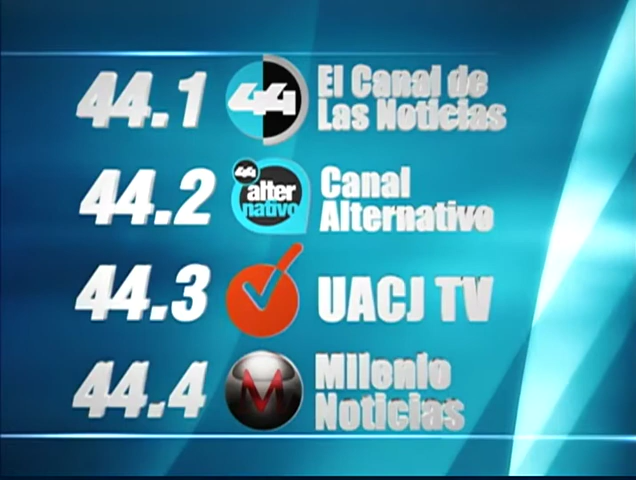 44.1 44 El Canal de
Las Noticias
44.2 44 alter
nativo Canal
Alternativo
44.3 UACJ TV
44.4 M Milenio
Noticias